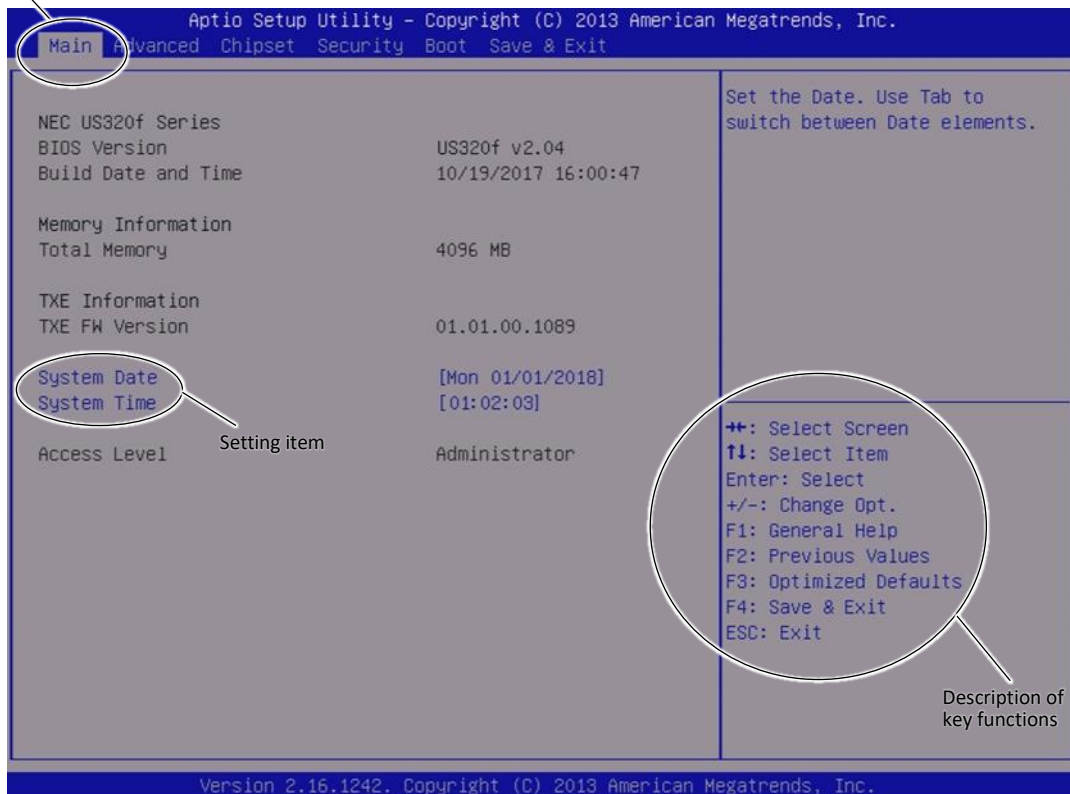 Aptio Setup Utility – Copyright (C) 2013 American Megatrends, Inc.
Main Advanced Chipset Security Boot Save & Exit
NEC US320f Series
BIOS Version US320f v2.04
Build Date and Time 10/19/2017 16:00:47
Memory Information
Total Memory 4096 MB
TXE Information
TXE FW Version 01.01.00.1089
System Date [Mon 01/01/2018]
System Time [01:02:03]
Setting item
Access Level Administrator
Set the Date. Use Tab to
switch between Date elements.
→←: Select Screen
↑↓: Select Item
Enter: Select
+/-: Change Opt.
F1: General Help
F2: Previous Values
F3: Optimized Defaults
F4: Save & Exit
ESC: Exit
Description of
key functions
Version 2.16.1242. Copyright (C) 2013 American Megatrends, Inc.